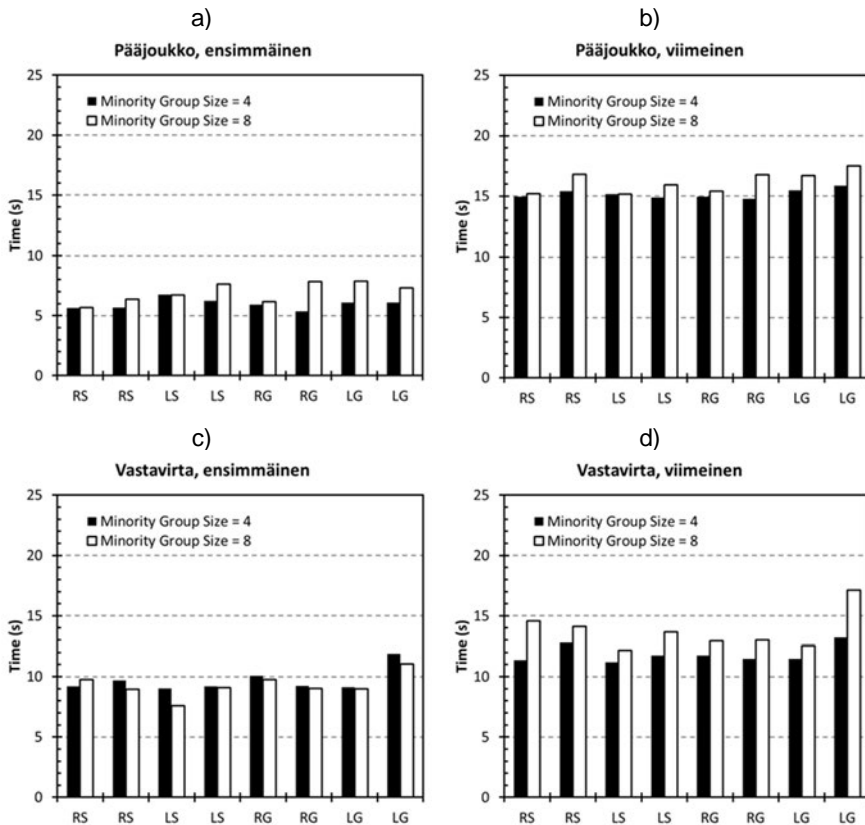 a)
Pääjoukko, ensimmäinen
25
20
15
10
5
0
Time (s)
Minority Group Size = 4
Minority Group Size = 8
RS RS LS LS RG RG LG LG
b)
Pääjoukko, viimeinen
25
20
15
10
5
0
Time (s)
Minority Group Size = 4
Minority Group Size = 8
RS RS LS LS RG RG LG LG
c)
Vastavirta, ensimmäinen
25
20
15
10
5
0
Time (s)
Minority Group Size = 4
Minority Group Size = 8
RS RS LS LS RG RG LG LG
d)
Vastavirta, viimeinen
25
20
15
10
5
0
Time (s)
Minority Group Size = 4
Minority Group Size = 8
RS RS LS LS RG RG LG LG